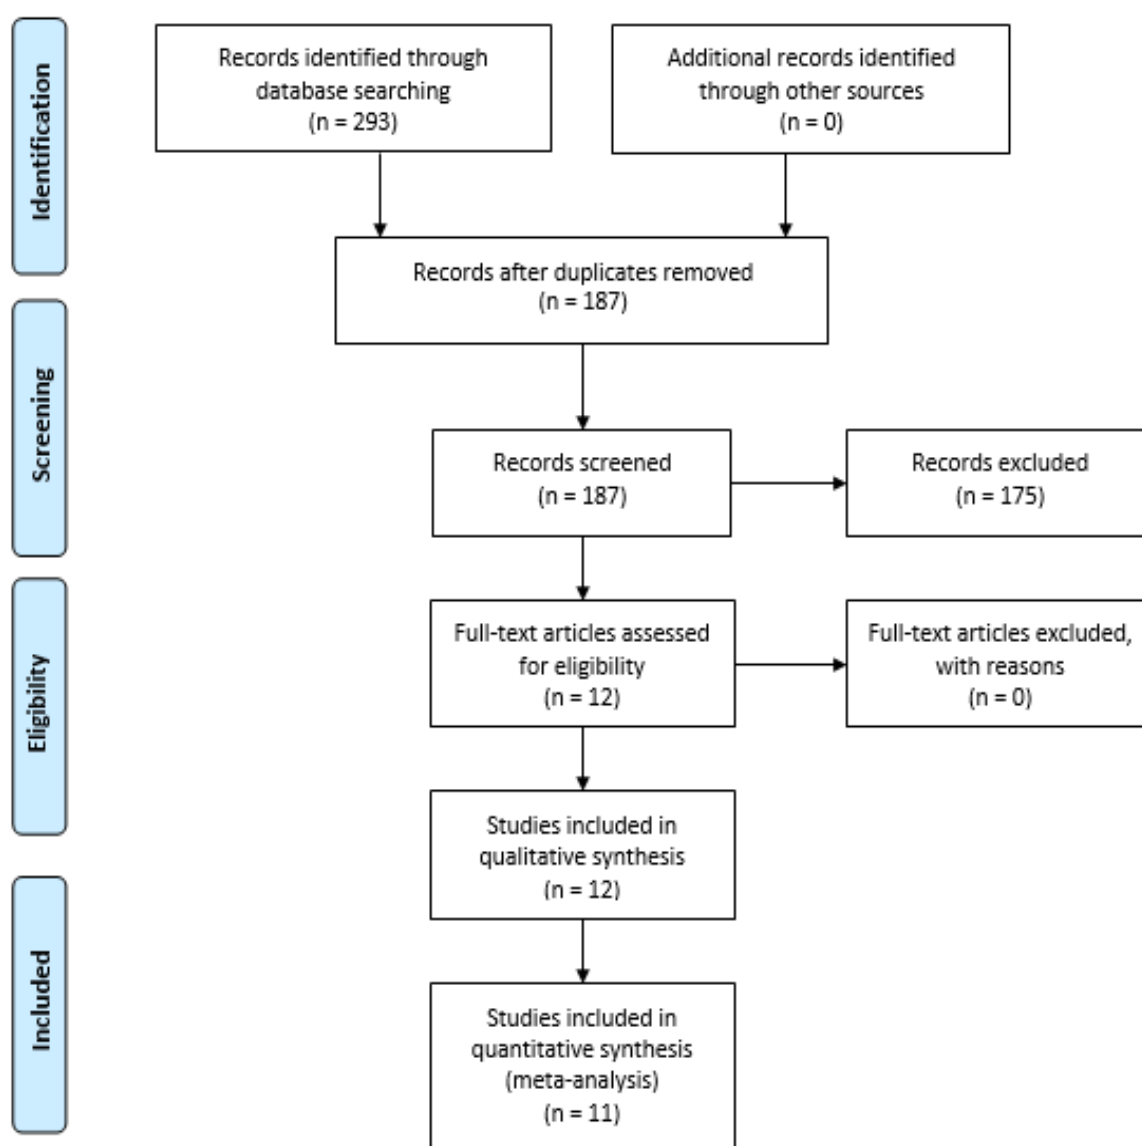 Identification
Records identified through
database searching
(n = 293)
Additional records identified
through other sources
(n = 0)
Records after duplicates removed
(n = 187)
Screening
Records screened
(n = 187)
Records excluded
(n = 175)
Eligibility
Full-text articles assessed
for eligibility
(n = 12)
Full-text articles excluded,
with reasons
(n = 0)
Studies included in
qualitative synthesis
(n = 12)
Included
Studies included in
quantitative synthesis
(meta-analysis)
(n = 11)